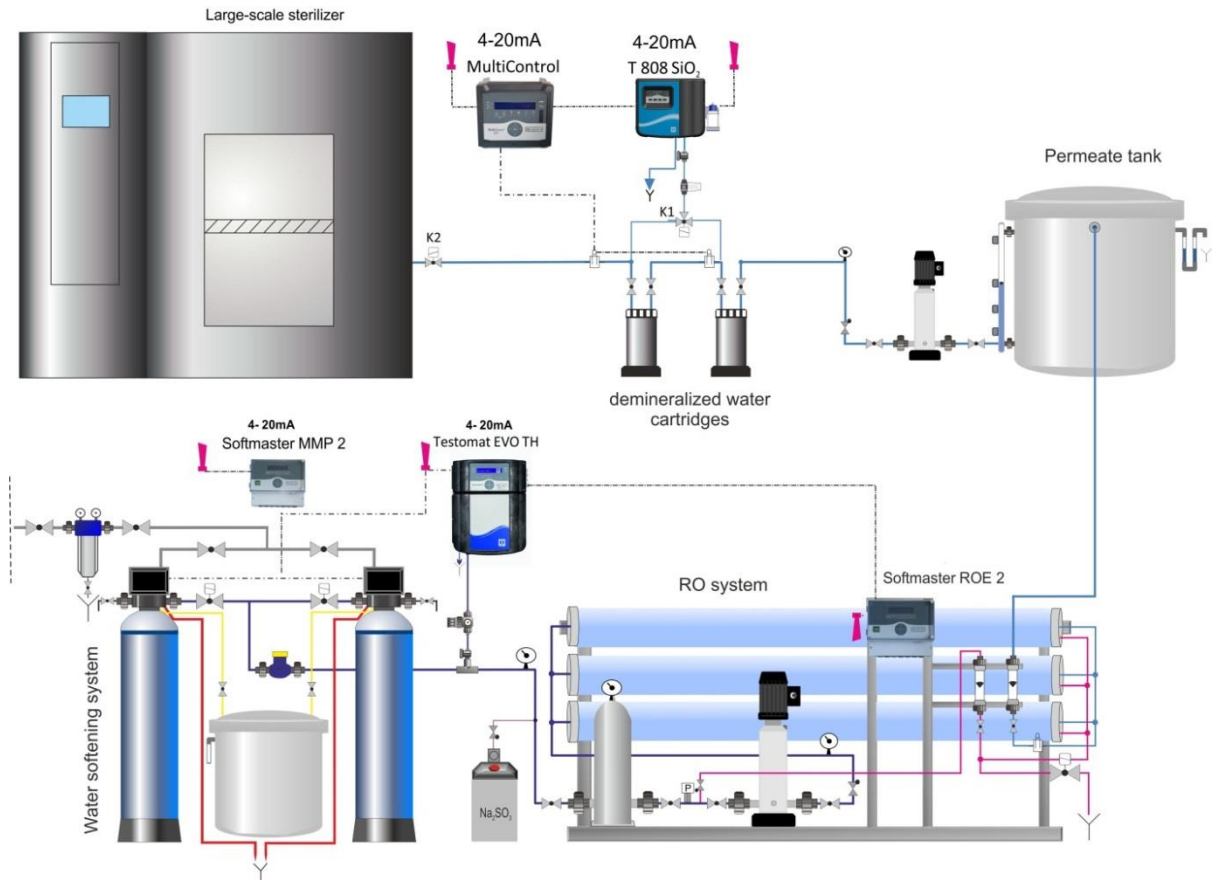 Large-scale sterilizer
4-20mA
MultiControl
4-20mA
T 808 SiO₂
Permeate tank
Y
K1
K2
demineralized water
cartridges
4- 20mA
Softmaster MMP 2
4- 20mA
Testomat EVO TH
RO system
Softmaster ROE 2
Water softening system
P
Na₂SO₃